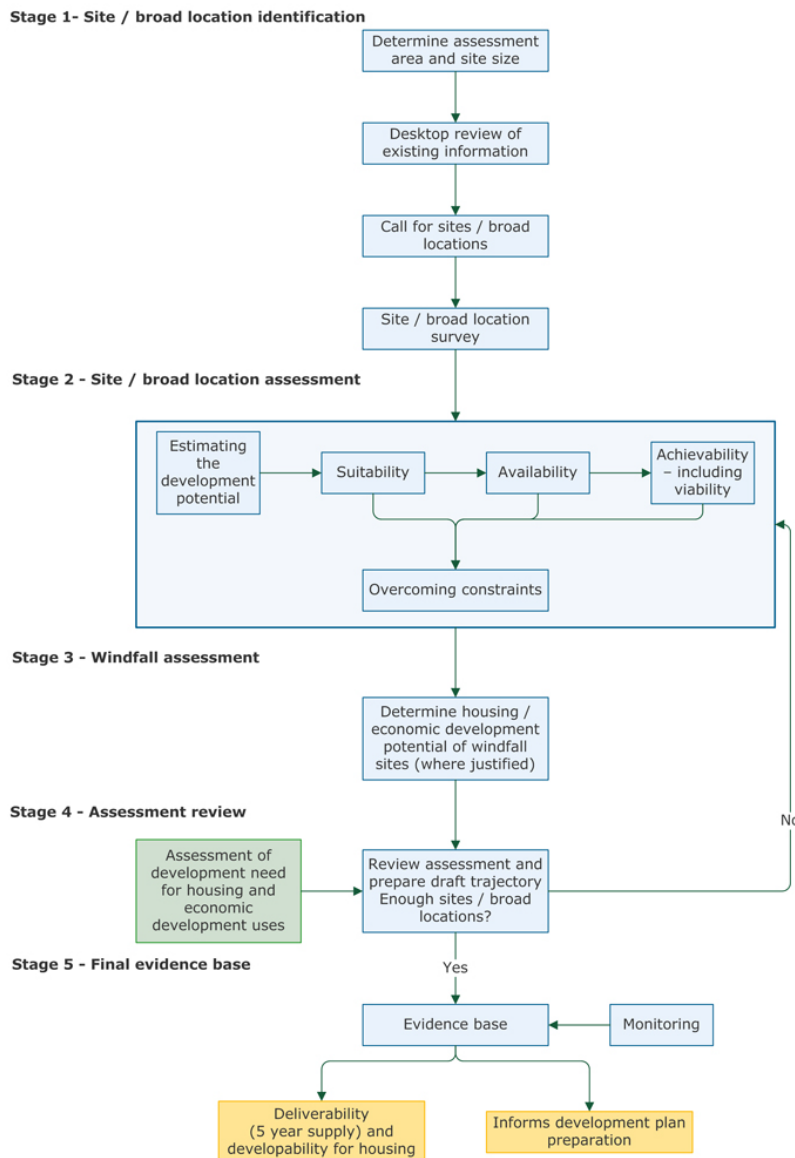 Stage 1- Site / broad location identification
Determine assessment
area and site size
Desktop review of
existing information
Call for sites / broad
locations
Site / broad location
survey
Stage 2 - Site / broad location assessment
Estimating
the
development
potential
Suitability
Availability
Achievability
– including
viability
Overcoming constraints
Stage 3 - Windfall assessment
Determine housing /
economic development
potential of windfall
sites (where justified)
Stage 4 - Assessment review
No
Assessment of
development need
for housing and
economic
development uses
Review assessment and
prepare draft trajectory
Enough sites / broad
locations?
Stage 5 - Final evidence base
Yes
Evidence base
Monitoring
Deliverability
(5 year supply) and
developability for housing
Informs development plan
preparation